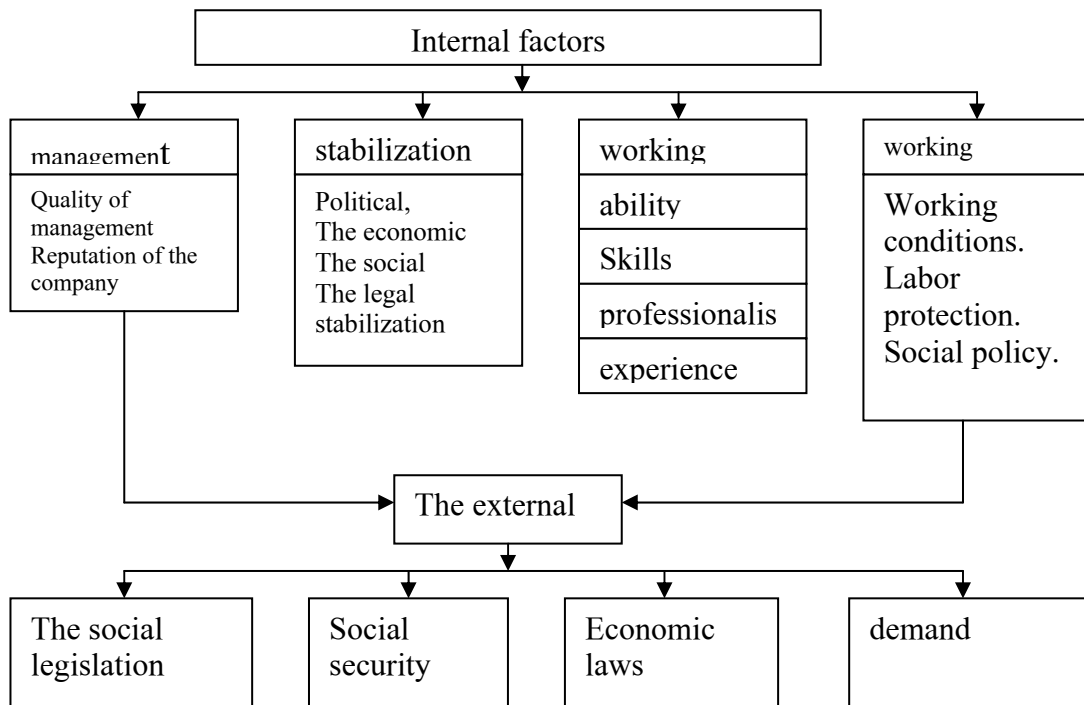 Internal factors
management
Quality of
management
Reputation of the
company
stabilization
Political,
The economic
The social
The legal
stabilization
working
ability
Skills
professionalis
experience
working
Working
conditions.
Labor
protection.
Social policy.
The external
The social
legislation
Social
security
Economic
laws
demand